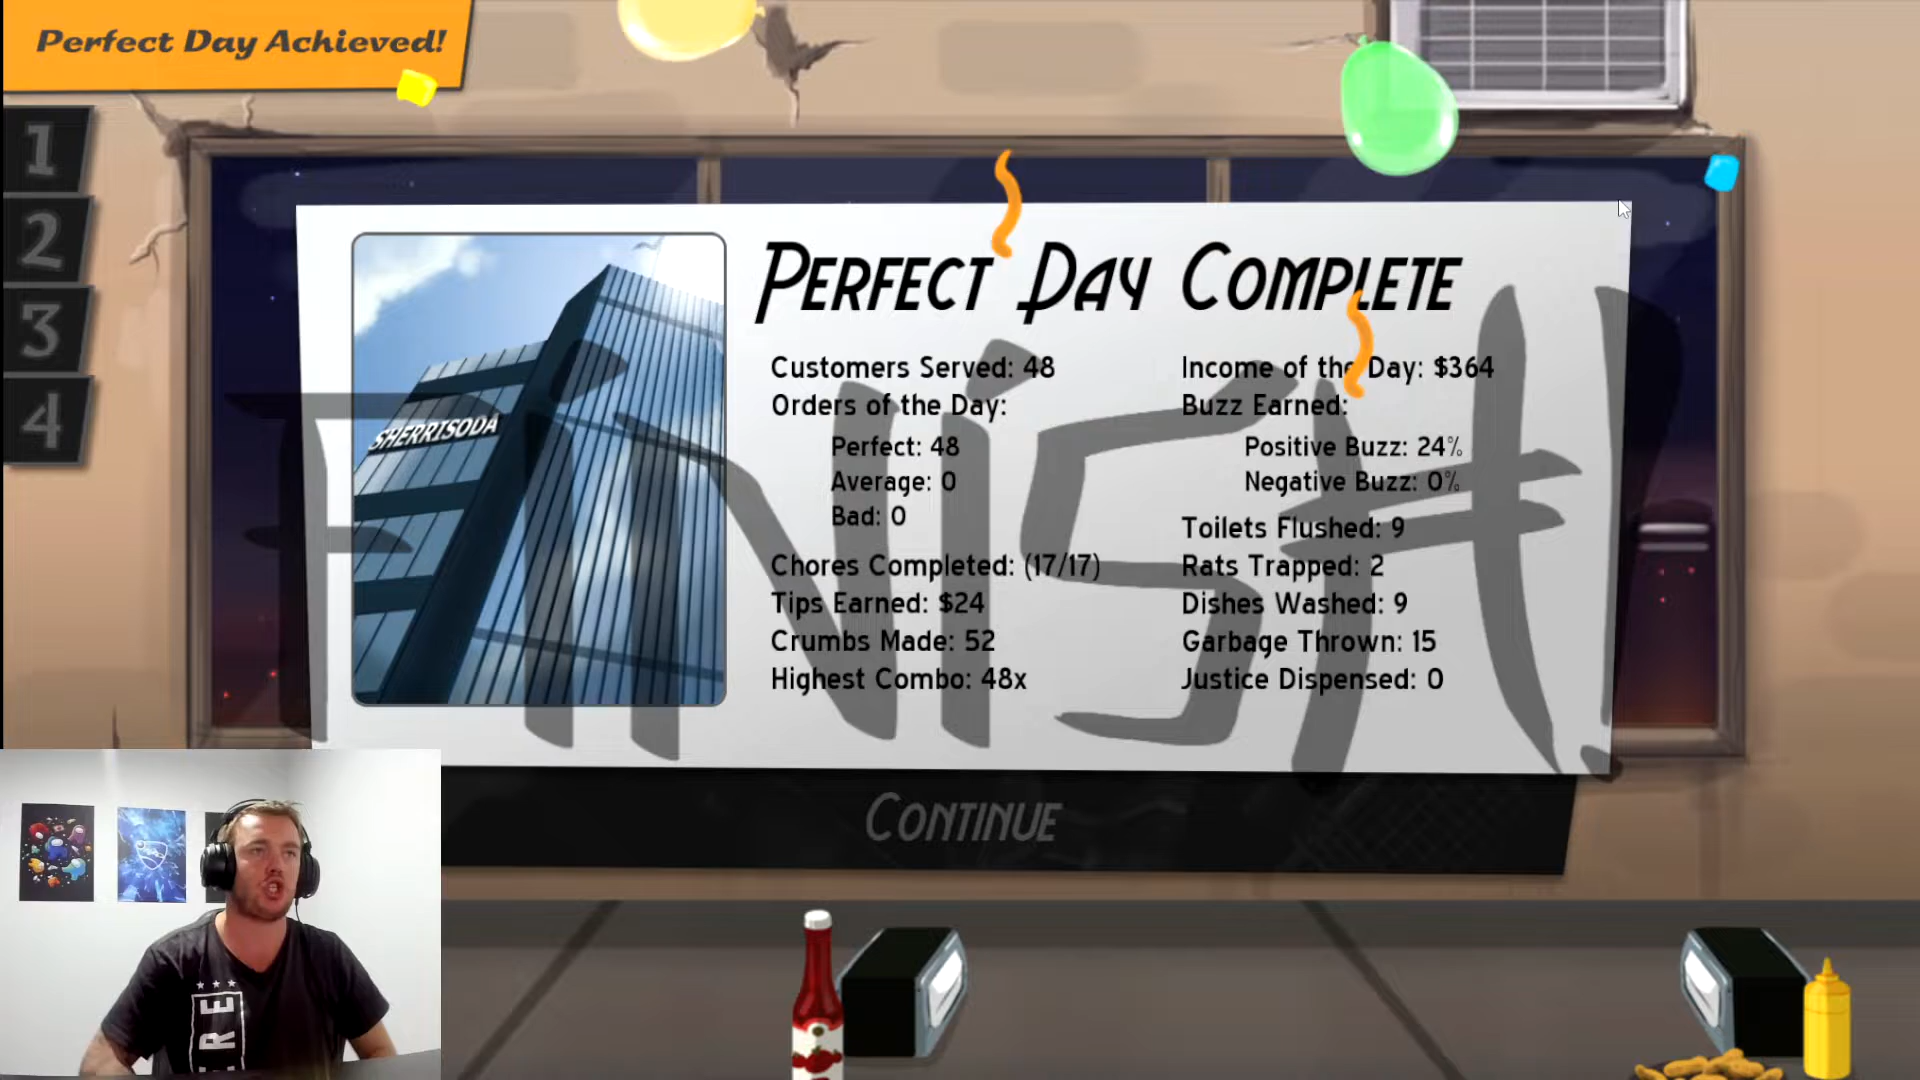 Perfect Day Achieved!
1
2
3
4
PERFECT DAY COMPLETE
SHERRISODA
Customers Served: 48
Orders of the Day:
Perfect: 48
Average: 0
Bad: 0
Chores Completed: (17/17)
Tips Earned: $24
Crumbs Made: 52
Highest Combo: 48x
Income of the Day: $364
Buzz Earned:
Positive Buzz: 24%
Negative Buzz: 0%
Toilets Flushed: 9
Rats Trapped: 2
Dishes Washed: 9
Garbage Thrown: 15
Justice Dispensed: 0
FINISH!
CONTINUE
ERE